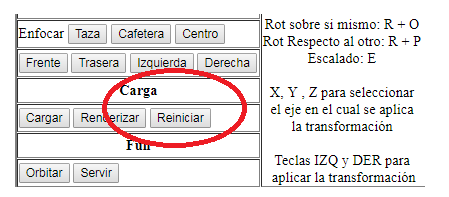 Enfocar Taza Cafetera Centro
Frente Trasera Izquierda Derecha
Carga
Cargar Renderizar Reiniciar
Fun
Orbitar Servir
Rot sobre si mismo: R + O
Rot Respecto al otro: R + P
Escalado: E
X, Y , Z para seleccionar
el eje en el cual se aplica
la transformación
Teclas IZQ y DER para
aplicar la transformación